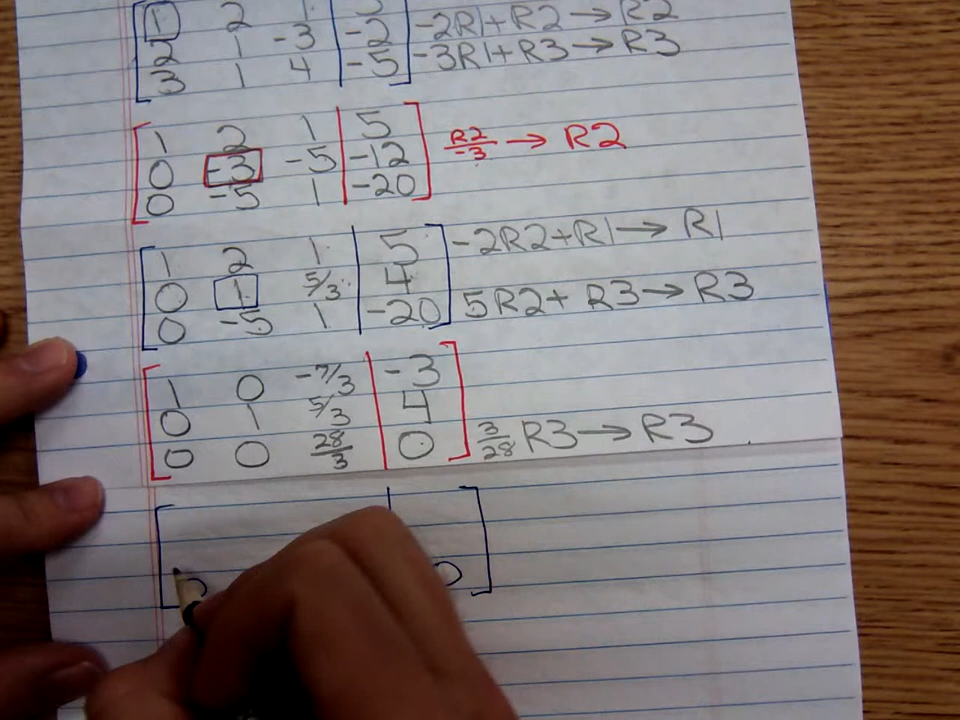 1 2 1 5 -2R1+R2→R2
2 1 -3 -2 -3R1+R3→R3
3 1 4 -5
1 2 1 5
0 -3 -5 -12 R2/-3 → R2
0 -5 1 -20
1 2 1 5 -2R2+R1→R1
0 1 5/3 4
0 -5 1 -20 5R2+R3→R3
1 0 -7/3 -3
0 1 5/3 4
0 0 28/3 0 3/28 R3→R3
0 0